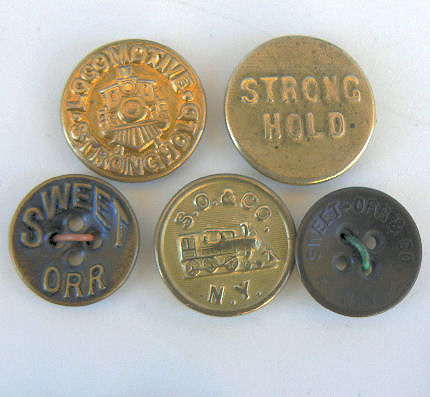 LOCOMOTIVE
STRONGHOLD
STRONG
HOLD
SWEET
ORR
S.O.&CO.
N.Y.
SWEET-ORR&CO
N.Y.